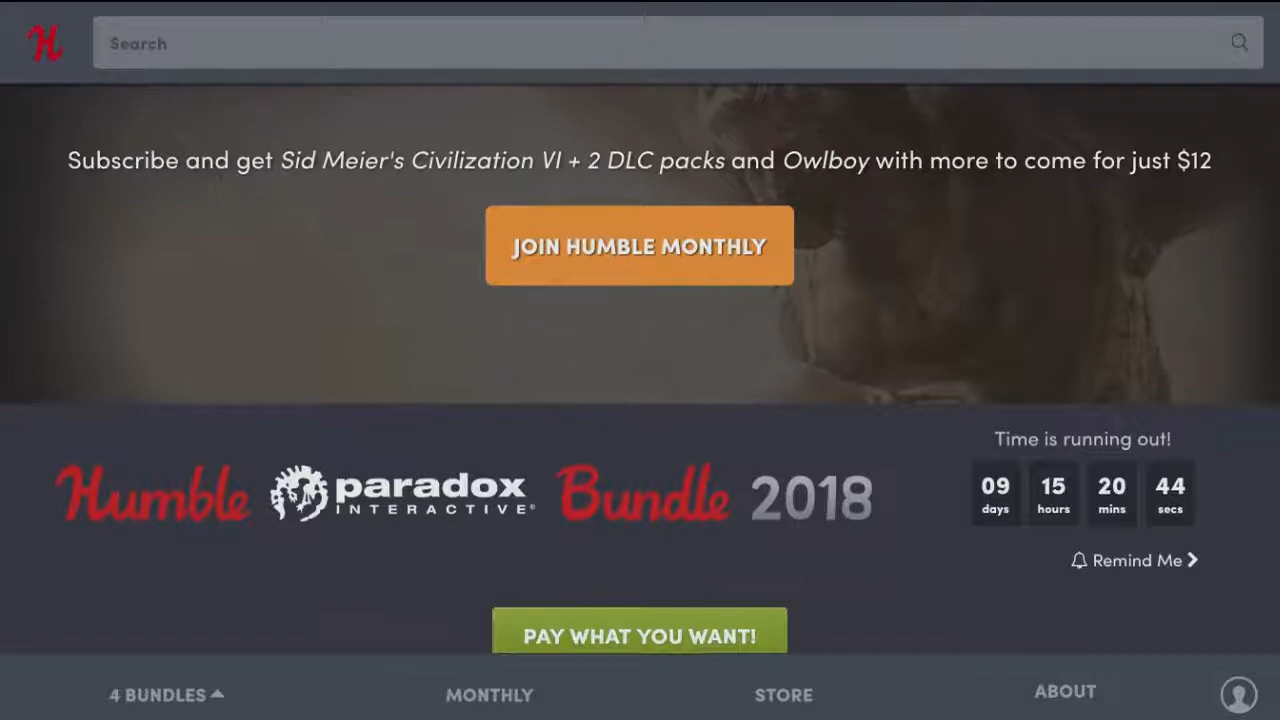 H
Search
Subscribe and get Sid Meier's Civilization VI + 2 DLC packs and Owlboy with more to come for just $12
JOIN HUMBLE MONTHLY
Time is running out!
Humble paradox INTERACTIVE® Bundle 2018
09 15 20 44
days hours mins secs
Remind Me
PAY WHAT YOU WANT!
4 BUNDLES MONTHLY STORE ABOUT